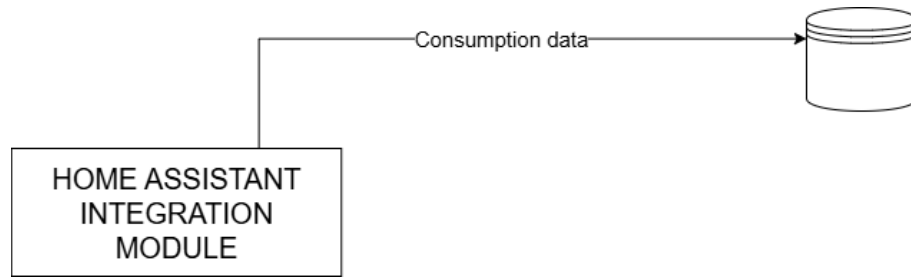 Consumption data
HOME ASSISTANT
INTEGRATION
MODULE